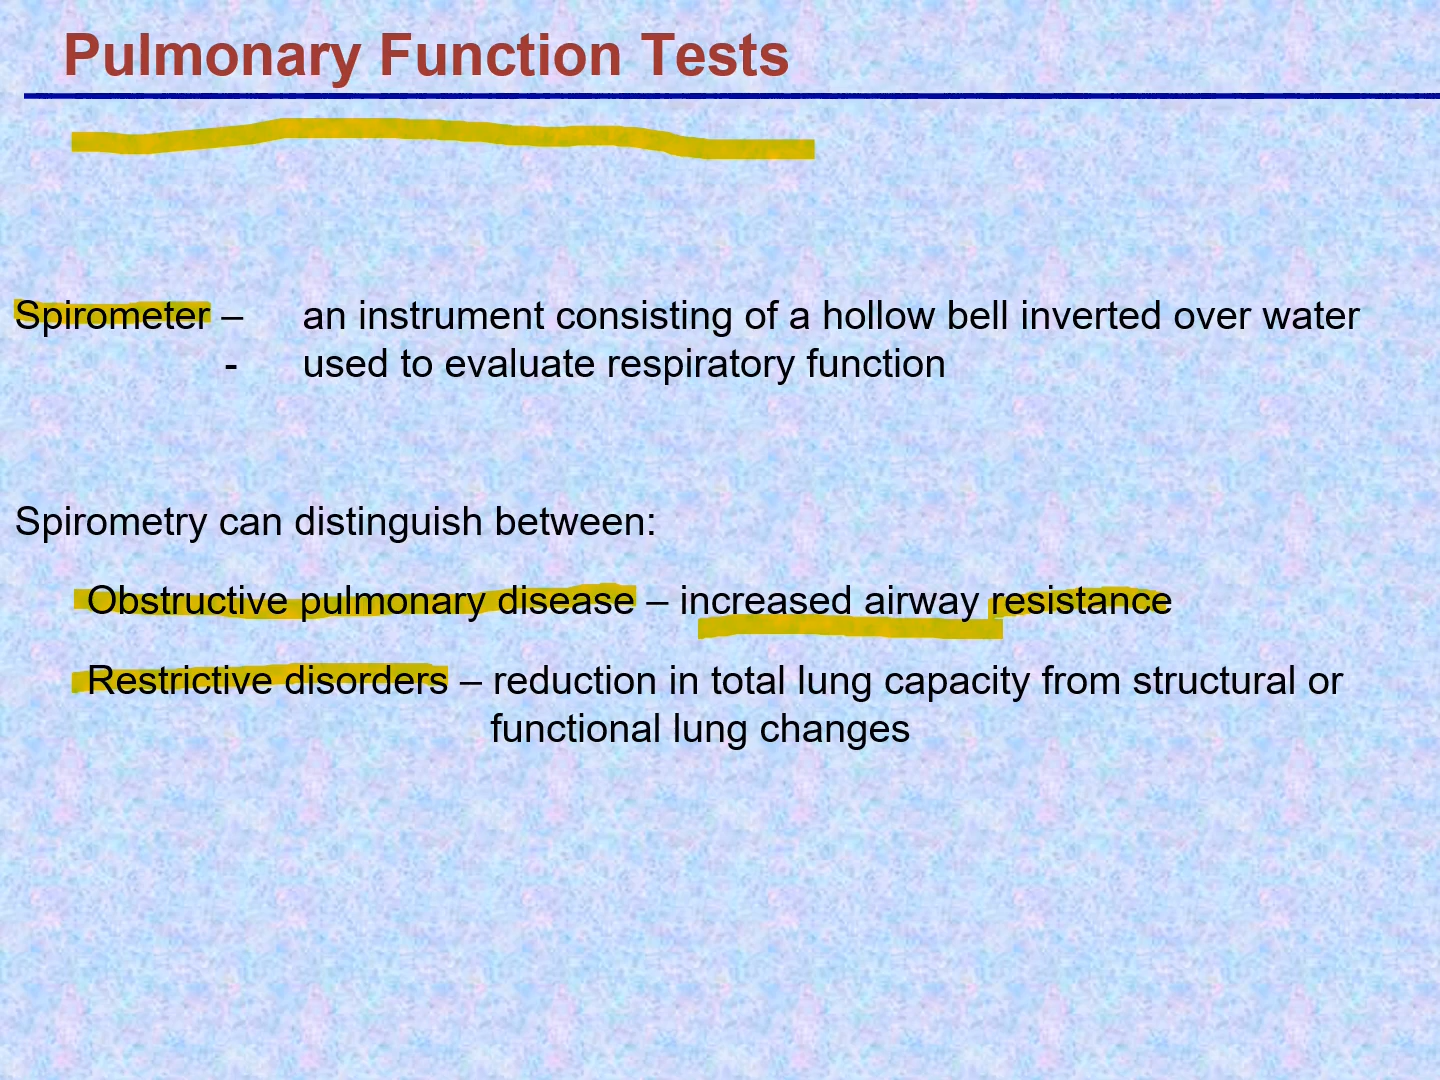 Pulmonary Function Tests
Spirometer – an instrument consisting of a hollow bell inverted over water
- used to evaluate respiratory function
Spirometry can distinguish between:
Obstructive pulmonary disease – increased airway resistance
Restrictive disorders – reduction in total lung capacity from structural or
functional lung changes